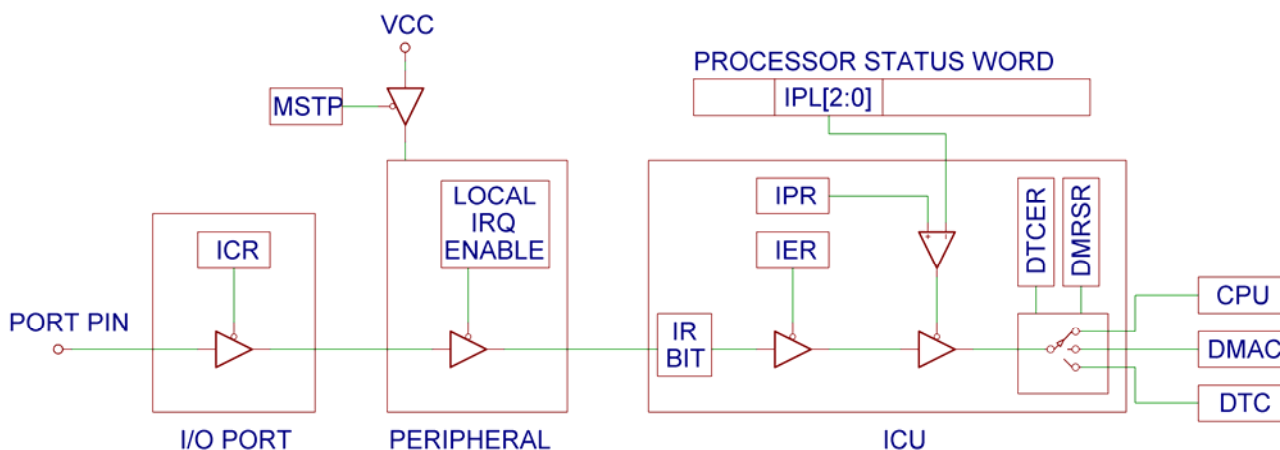 VCC
PROCESSOR STATUS WORD
MSTP
IPL[2:0]
LOCAL
IRQ
ENABLE
IPR
DTCER
DMRSR
ICR
IER
CPU
PORT PIN
+
-
IR
BIT
DMAC
DTC
I/O PORT
PERIPHERAL
ICU